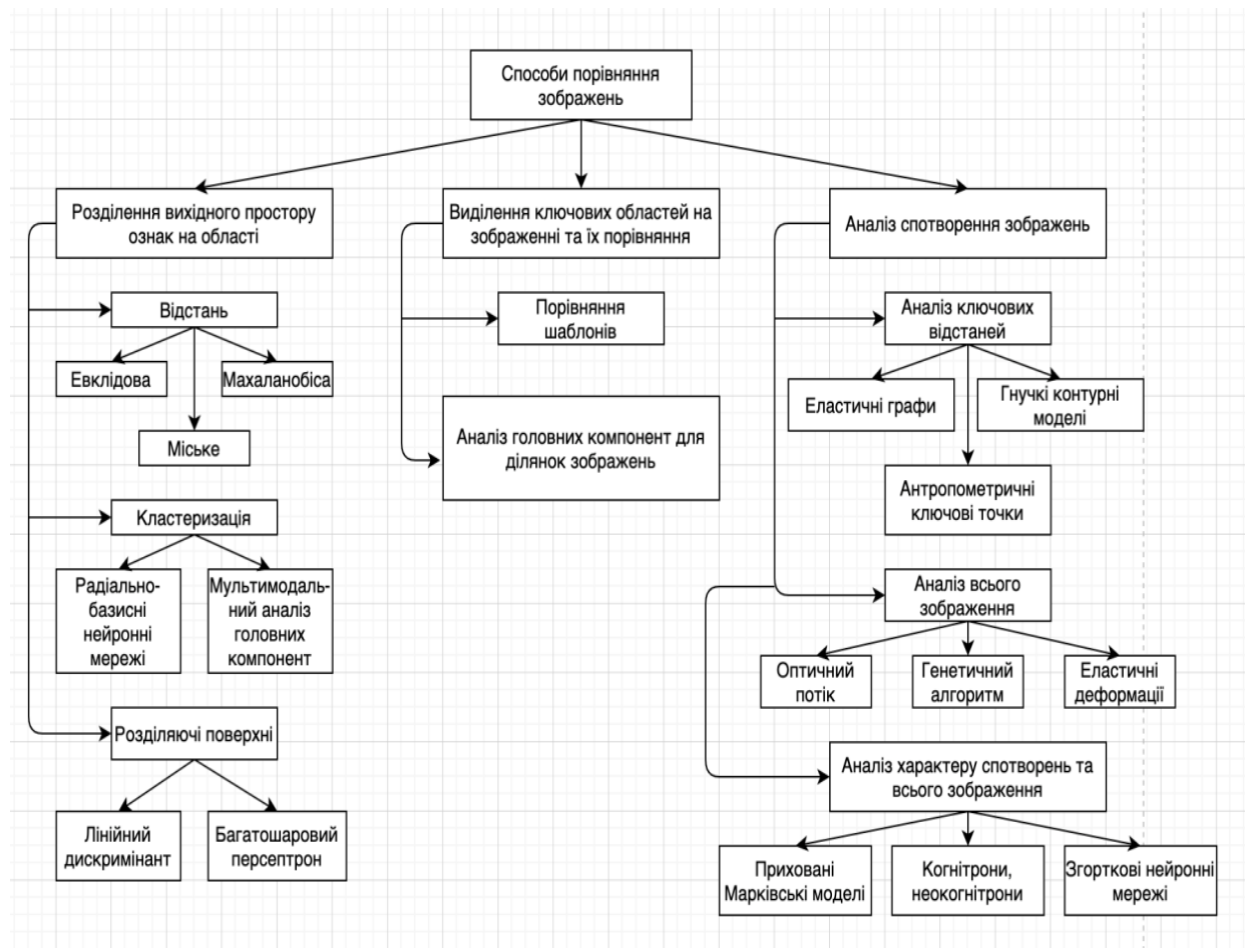 Способи порівняння
зображень
Розділення вихідного простору
ознак на області
Виділення ключових областей на
зображенні та їх порівняння
Аналіз спотворення зображень
Відстань
Евклідова
Махаланобіса
Міське
Кластеризація
Радіально-
базисні
нейронні
мережі
Мультимодаль-
ний аналіз
головних
компонент
Розділяючі поверхні
Лінійний
дискримінант
Багатошаровий
персептрон
Порівняння
шаблонів
Аналіз головних компонент для
ділянок зображень
Аналіз ключових
відстаней
Еластичні графи
Гнучкі контурні
моделі
Антропометричні
ключові точки
Аналіз всього
зображення
Оптичний
потік
Генетичний
алгоритм
Еластичні
деформації
Аналіз характеру спотворень та
всього зображення
Приховані
Марківські моделі
Когнітрони,
неокогнітрони
Згорткові нейронні
мережі